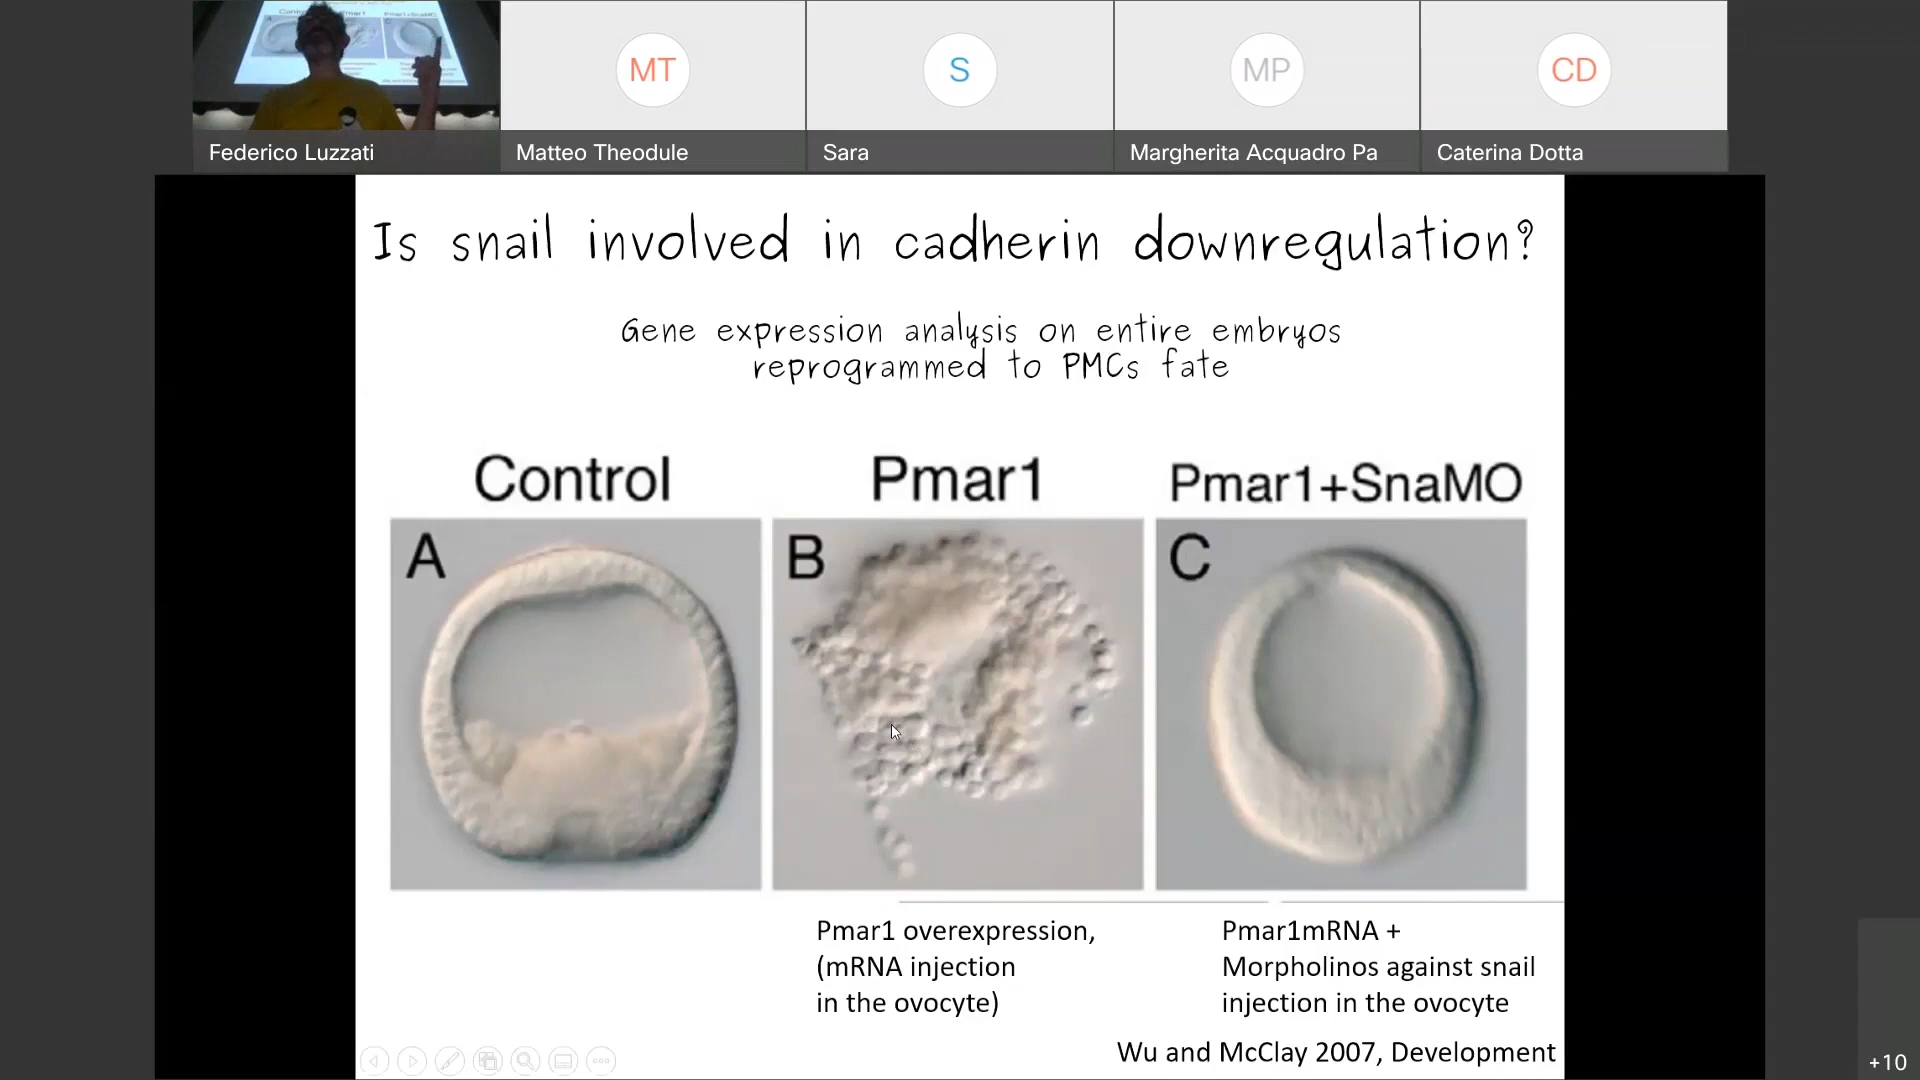 MT
S
MP
CD
Federico Luzzati
Matteo Theodule
Sara
Margherita Acquadro Pa
Caterina Dotta
Is snail involved in cadherin downregulation?
Gene expression analysis on entire embryos
reprogrammed to PMCs fate
Control
Pmar1
Pmar1+SnaMO
A
B
C
Pmar1 overexpression,
(mRNA injection
in the ovocyte)
Pmar1mRNA +
Morpholinos against snail
injection in the ovocyte
Wu and McClay 2007, Development
+10